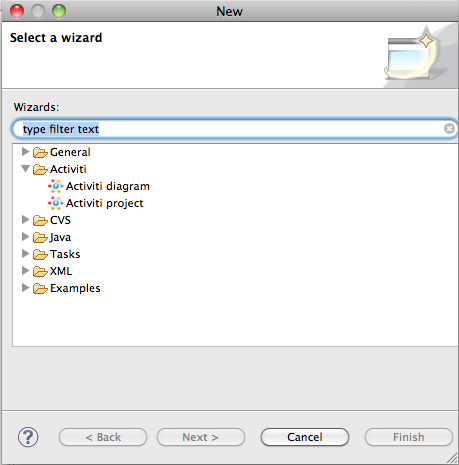 New
Select a wizard
Wizards:
type filter text
General
Activiti
Activiti diagram
Activiti project
CVS
Java
Tasks
XML
Examples
? < Back Next > Cancel Finish